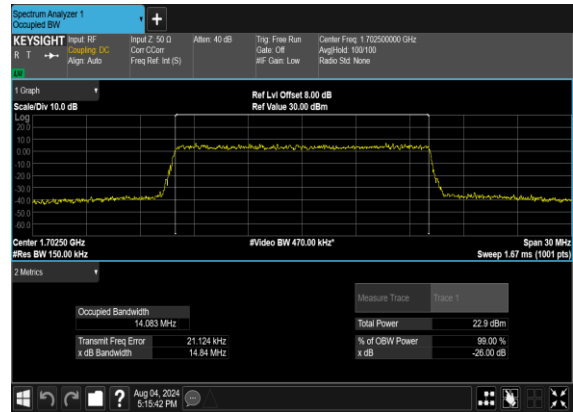 Spectrum Analyzer 1
Occupied BW
+
KEYSIGHT Input: RF Input Z: 50 Ω Atten: 40 dB Trig: Free Run Center Freq: 1.702500000 GHz
R T Coupling: DC Corr CCorr Gate: Off Avg|Hold: 100/100
Align: Auto Freq Ref: Int (S) #IF Gain: Low Radio Std: None
1 Graph
Ref Lvl Offset 8.00 dB
Scale/Div 10.0 dB Ref Value 30.00 dBm
Log
20.0
10.0
0.00
-10.0
-20.0
-30.0
-40.0
-50.0
-60.0
Center 1.70250 GHz #Video BW 470.00 kHz* Span 30 MHz
#Res BW 150.00 kHz Sweep 1.67 ms (1001 pts)
2 Metrics
Measure Trace Trace 1
Occupied Bandwidth
14.083 MHz Total Power 22.9 dBm
Transmit Freq Error 21.124 kHz % of OBW Power 99.00 %
x dB Bandwidth 14.84 MHz x dB -26.00 dB
? Aug 04, 2024
5:15:42 PM